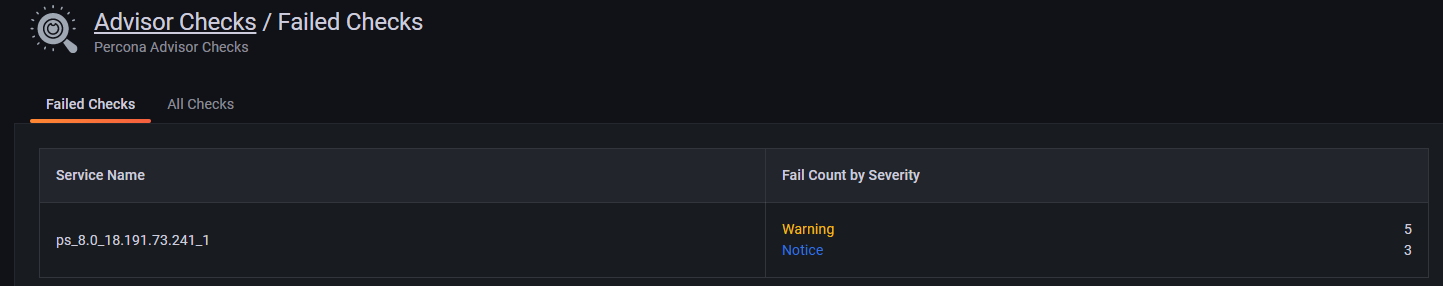 Advisor Checks / Failed Checks
Percona Advisor Checks
Failed Checks All Checks
Service Name Fail Count by Severity
ps_8.0_18.191.73.241_1
Warning 5
Notice 3